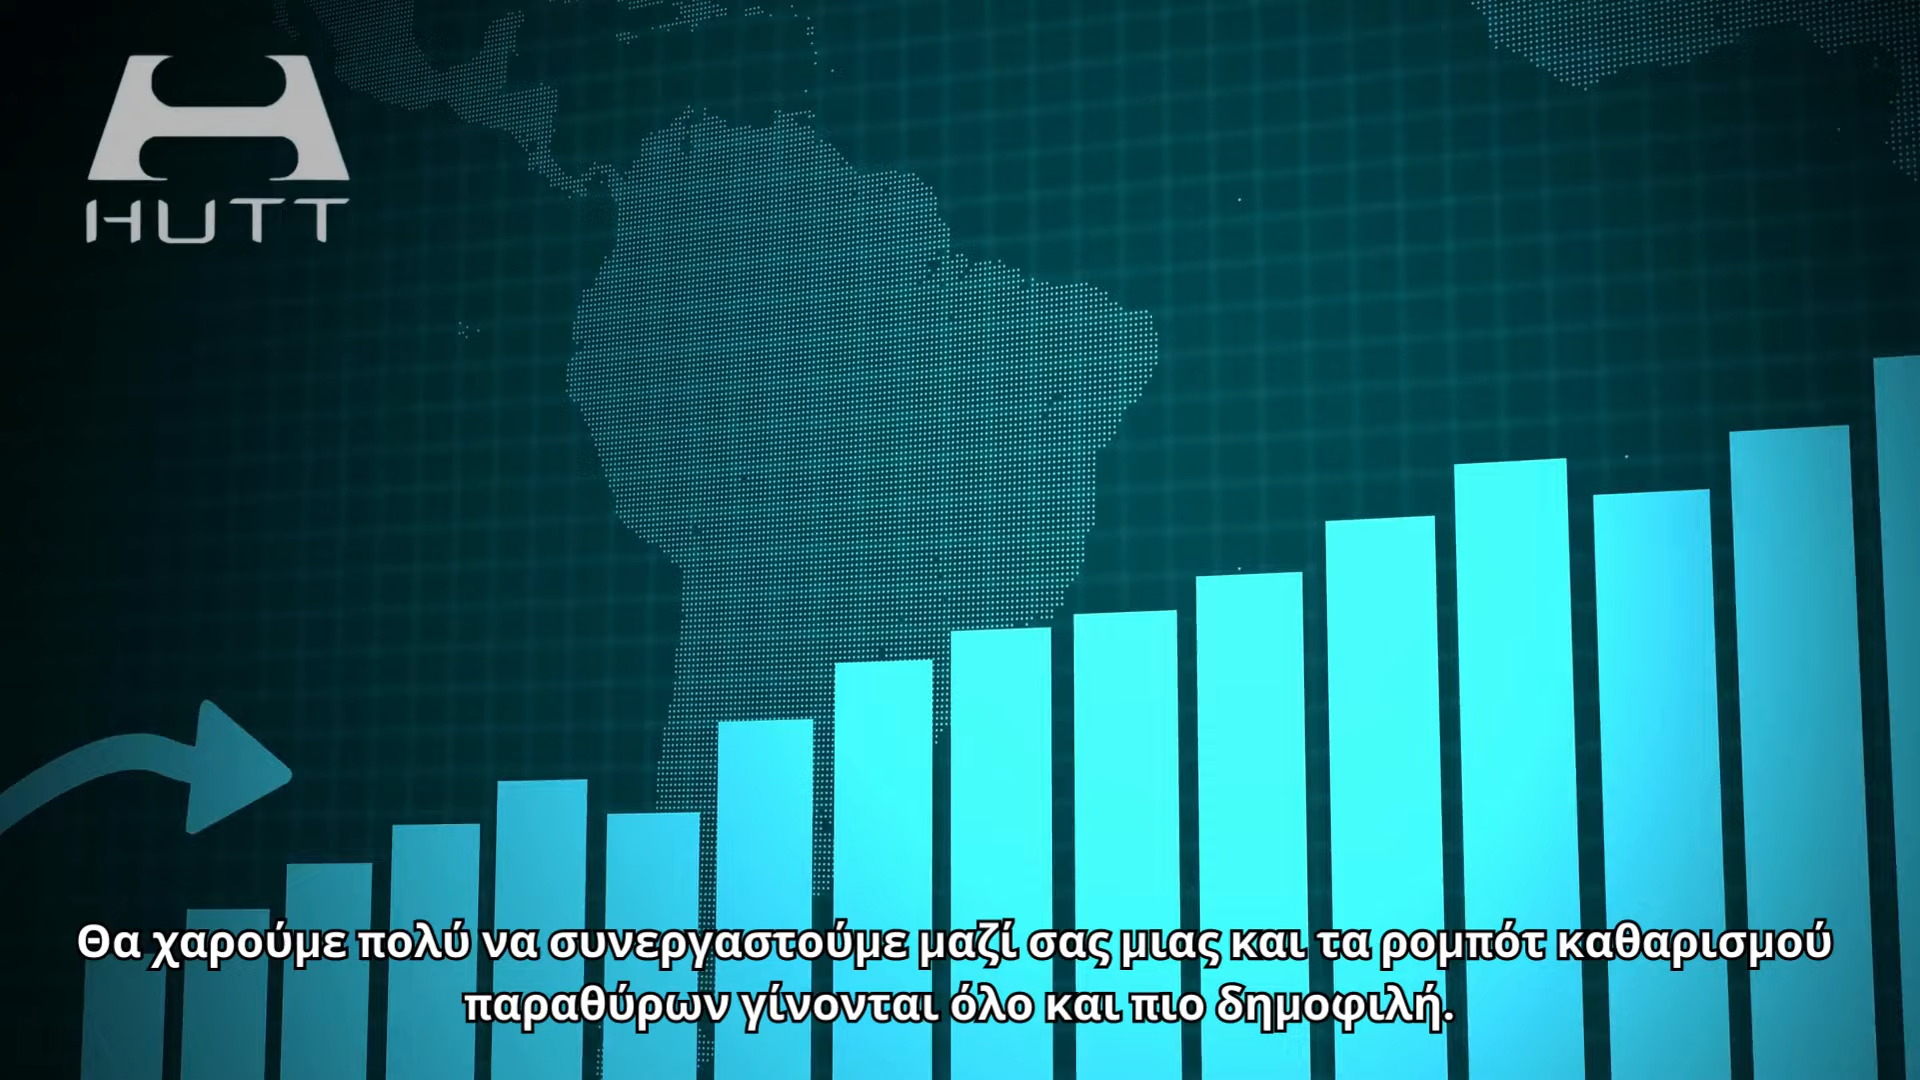 HUTT
Θα χαρούμε πολύ να συνεργαστούμε μαζί σας μιας και τα ρομπότ καθαρισμού
παραθύρων γίνονται όλο και πιο δημοφιλή.